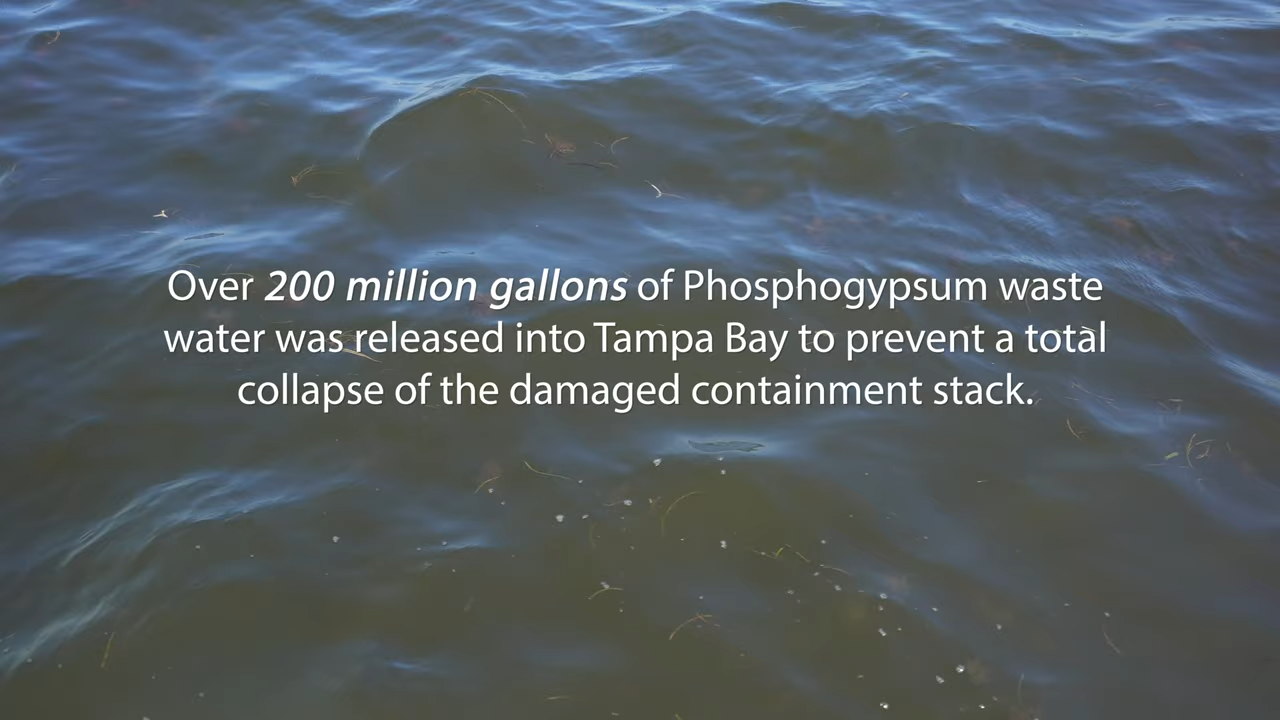 Over 200 million gallons of Phosphogypsum waste
water was released into Tampa Bay to prevent a total
collapse of the damaged containment stack.